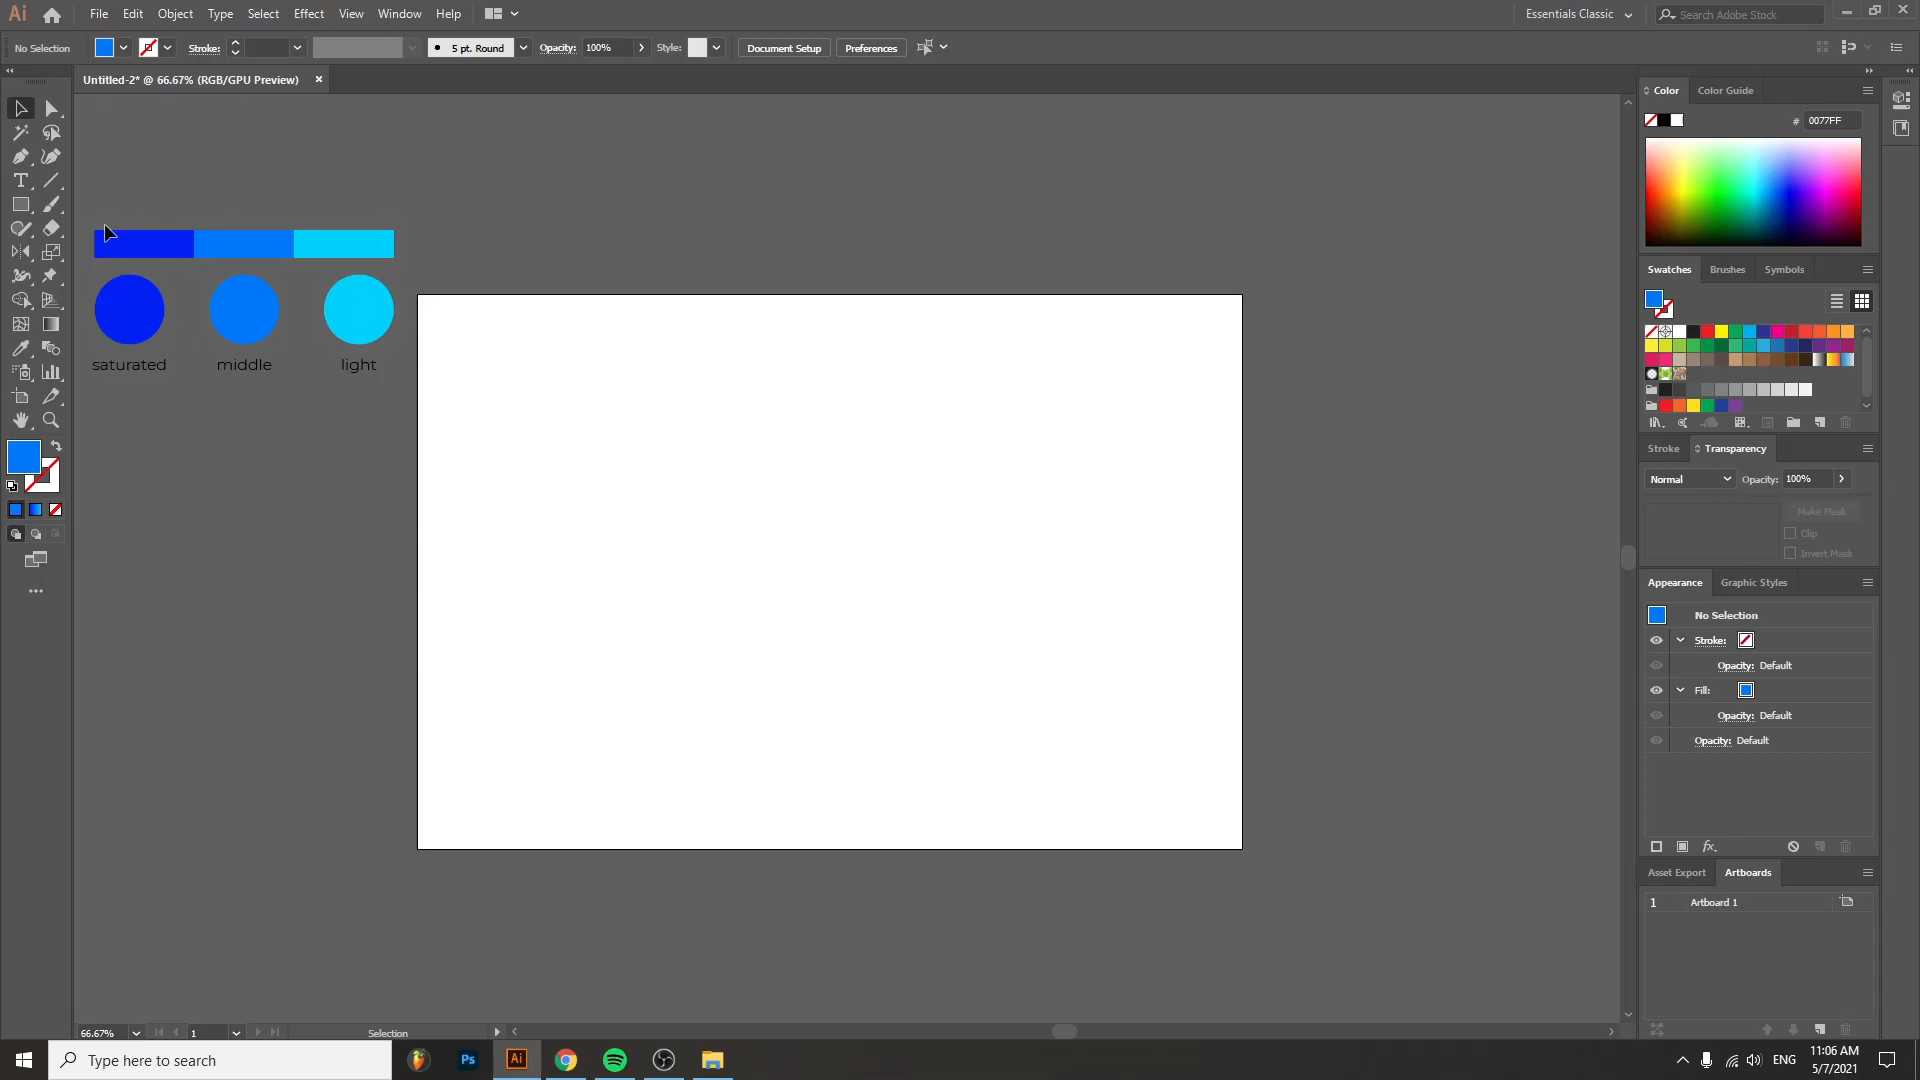 Ai File Edit Object Type Select Effect View Window Help Essentials Classic Search Adobe Stock
No Selection Stroke: 5 pt. Round Opacity: 100% Style: Document Setup Preferences
Untitled-2* @ 66.67% (RGB/GPU Preview)
saturated middle light
Color Color Guide
# 0077FF
Swatches Brushes Symbols
Stroke Transparency
Normal Opacity: 100%
Make Mask
Clip
Invert Mask
Appearance Graphic Styles
No Selection
Stroke:
Opacity: Default
Fill:
Opacity: Default
Opacity: Default
fx.
Asset Export Artboards
1 Artboard 1
66.67% 1 Selection
Type here to search Ps Ai ENG 11:06 AM
5/7/2021